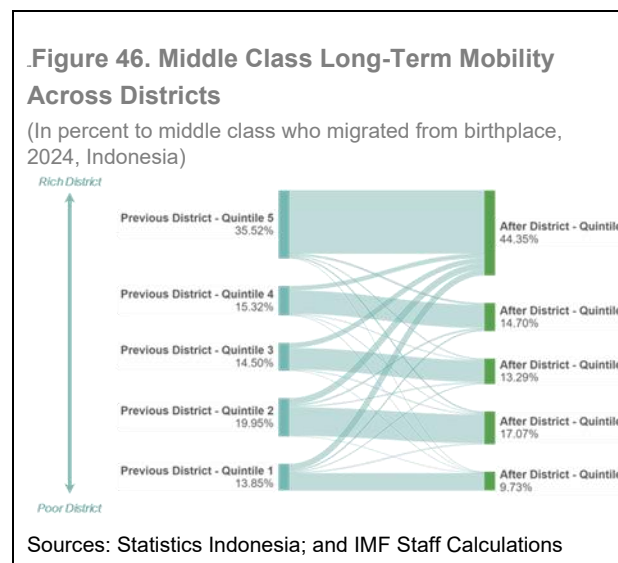 Figure 46. Middle Class Long-Term Mobility
Across Districts
(In percent to middle class who migrated from birthplace,
2024, Indonesia)
Rich District
Previous District - Quintile 5
35.52%
After District - Quintile
44.35%
Previous District - Quintile 4
15.32%
After District - Quintile
14.70%
Previous District - Quintile 3
14.50%
After District - Quintile
13.29%
Previous District - Quintile 2
19.95%
After District - Quintile
17.07%
Previous District - Quintile 1
13.85%
After District - Quintile
9.73%
Poor District
Sources: Statistics Indonesia; and IMF Staff Calculations